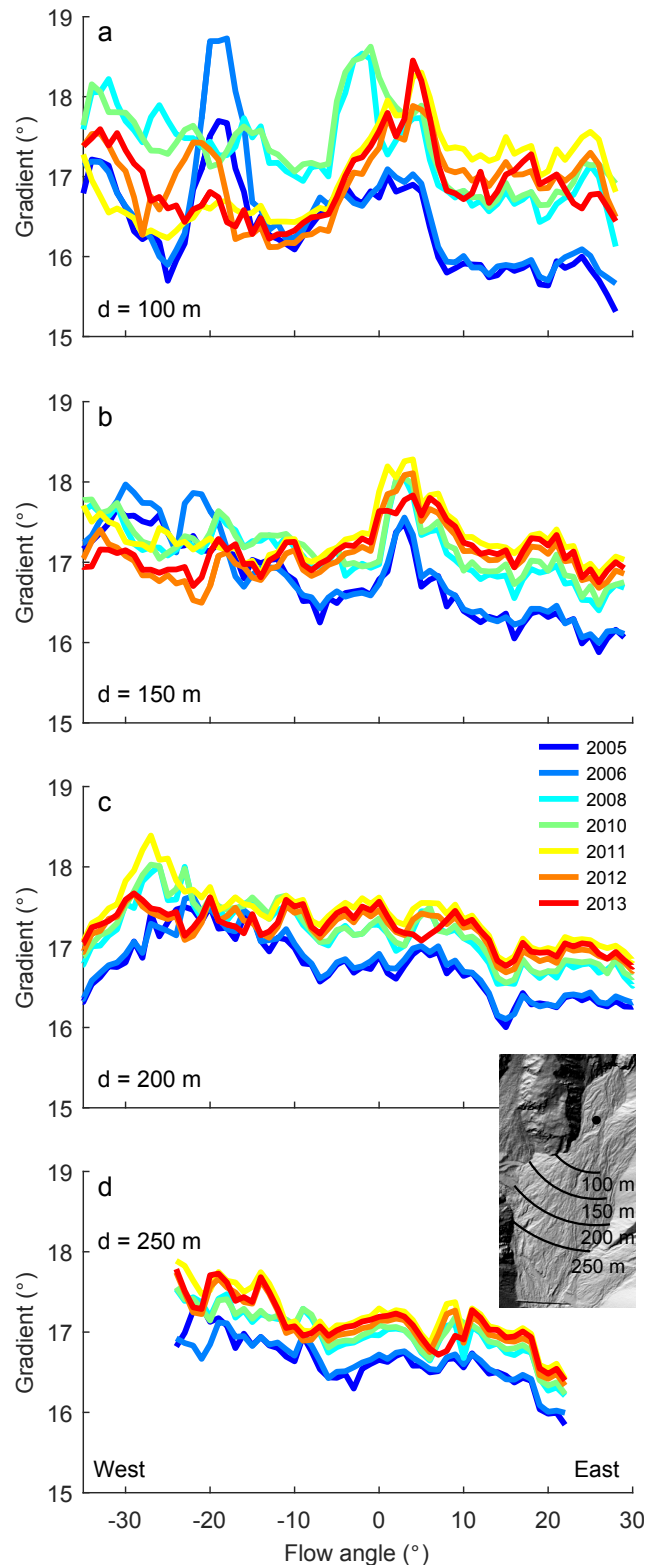 19
a
18
Gradient (°)
17
16
d = 100 m
15
19
b
18
Gradient (°)
17
16
d = 150 m
15
2005
2006
2008
2010
2011
2012
2013
19
c
18
Gradient (°)
17
16
d = 200 m
15
100 m
150 m
200 m
250 m
19
d
d = 250 m
18
Gradient (°)
17
16
West East
15
-30 -20 -10 0 10 20 30
Flow angle (°)